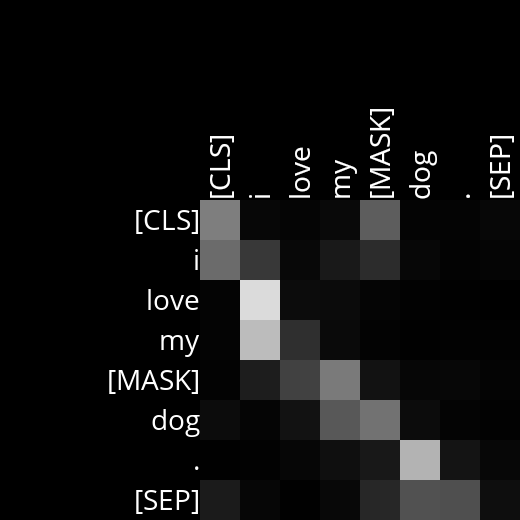 [CLS]
i
love
my
[MASK]
dog
.
[SEP]
[CLS]
i
love
my
[MASK]
dog
.
[SEP]